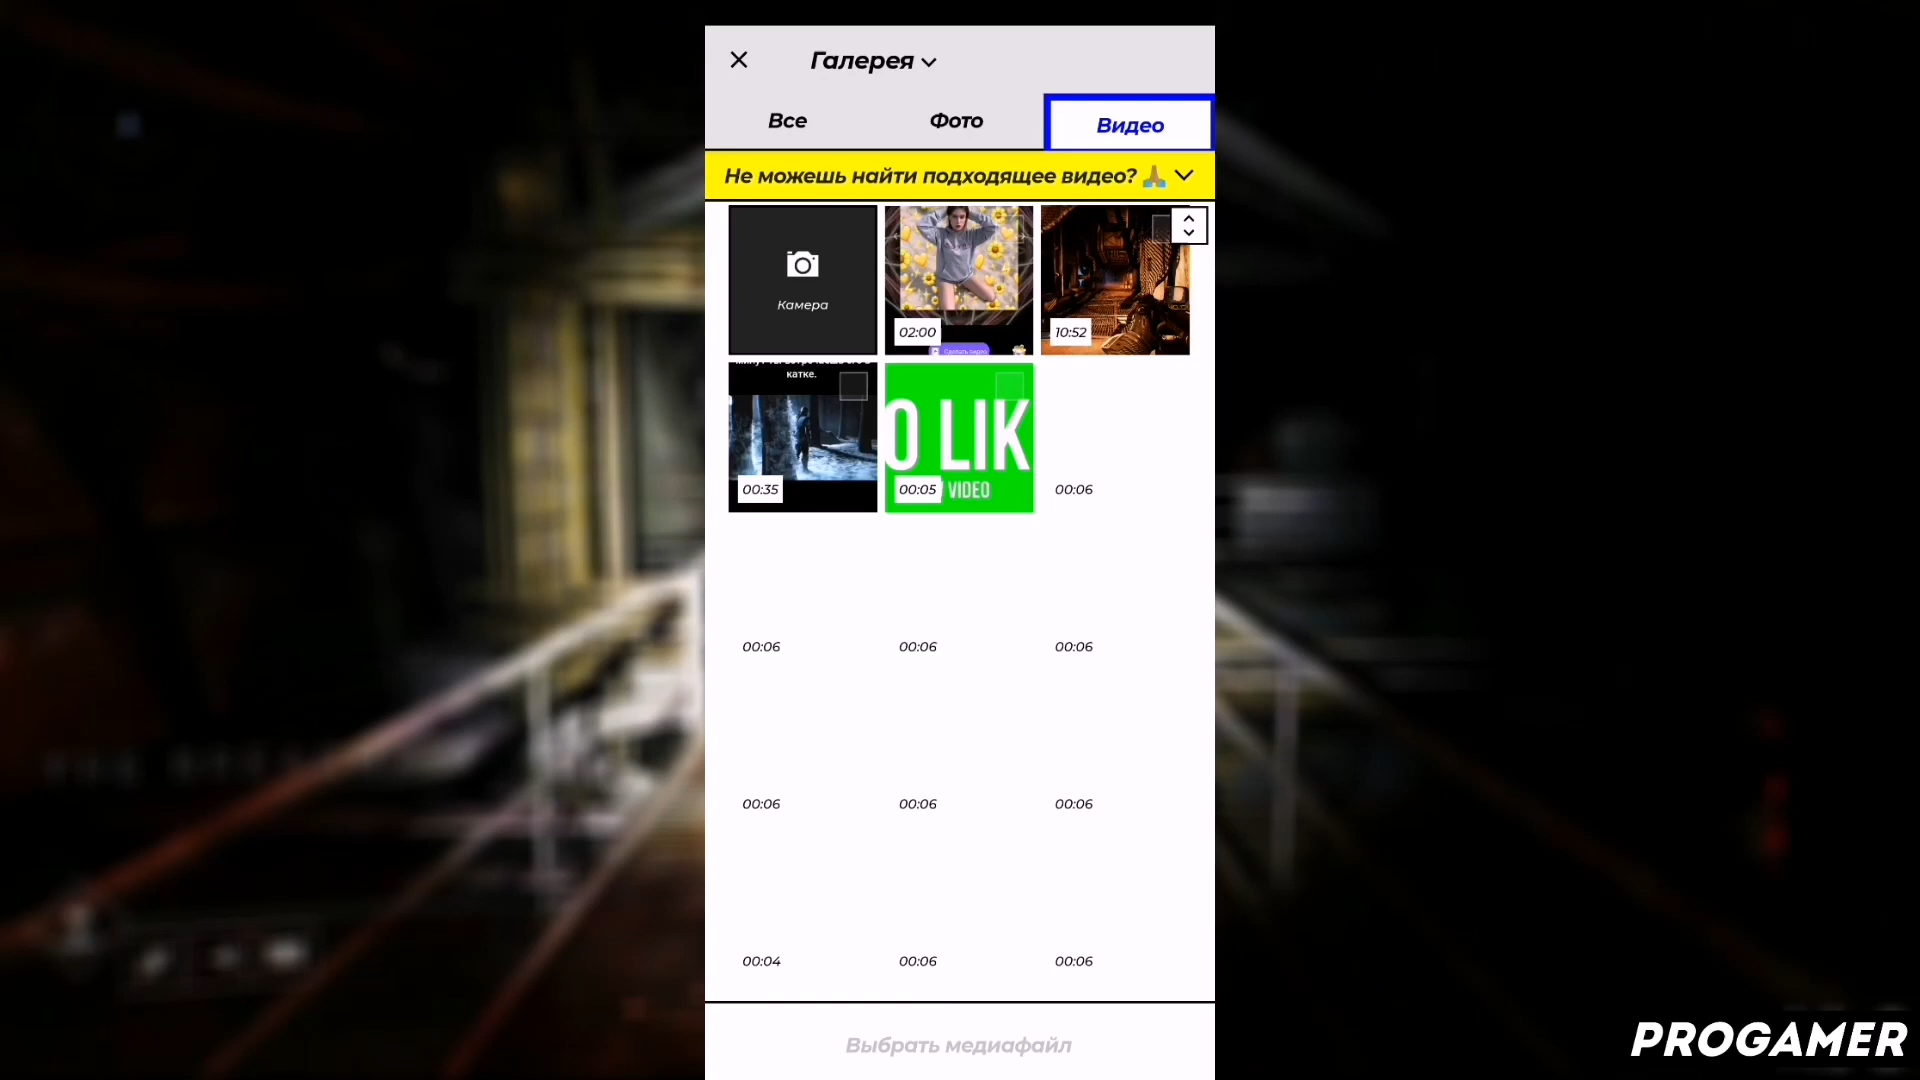 Галерея
Все
Фото
Видео
Не можешь найти подходящее видео? 🙏
Камера
02:00
Сделать видео
10:52
катке.
00:35
O LIK
VIDEO
00:05
00:06
00:06
00:06
00:06
00:06
00:06
00:06
00:04
00:06
00:06
Выбрать медиафайл
PROGAMER